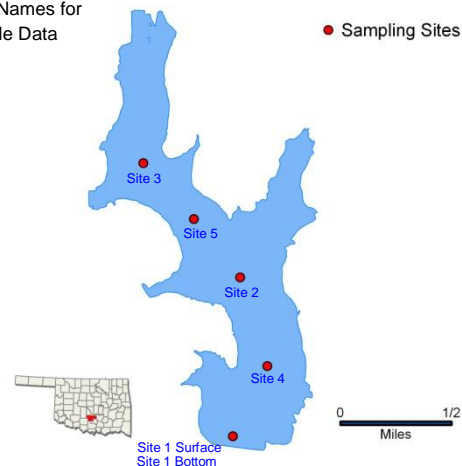 Names for
le Data
Sampling Sites
Site 3
Site 5
Site 2
Site 4
0 1/2
Miles
Site 1 Surface
Site 1 Bottom